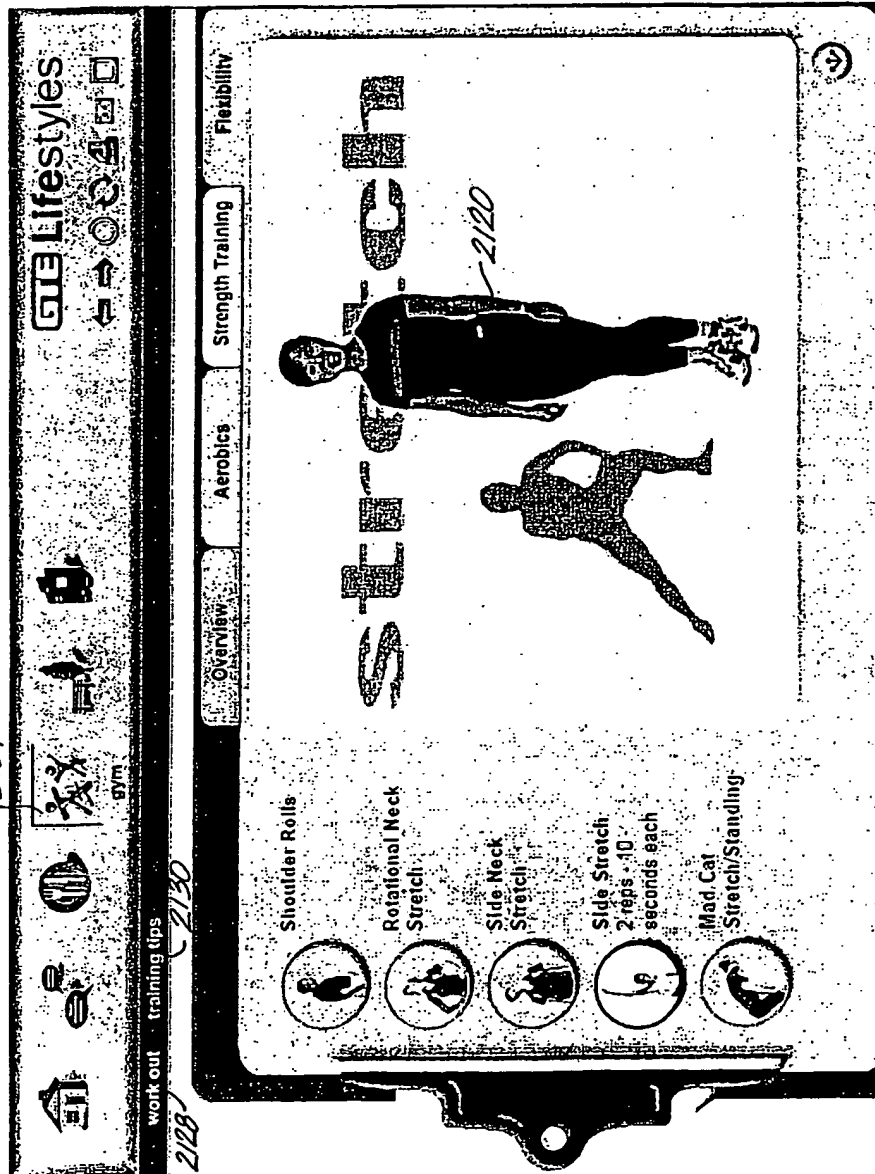 GTE Lifestyles
gym
work out training tips
2128
2130
Overview
Aerobics
Strength Training
Flexibility
Shoulder Rolls
Rotational Neck
Stretch
Side Neck
Stretch
Side Stretch
2 reps - 10
seconds each
Mad Cat
Stretch/Standing
stretch
2120